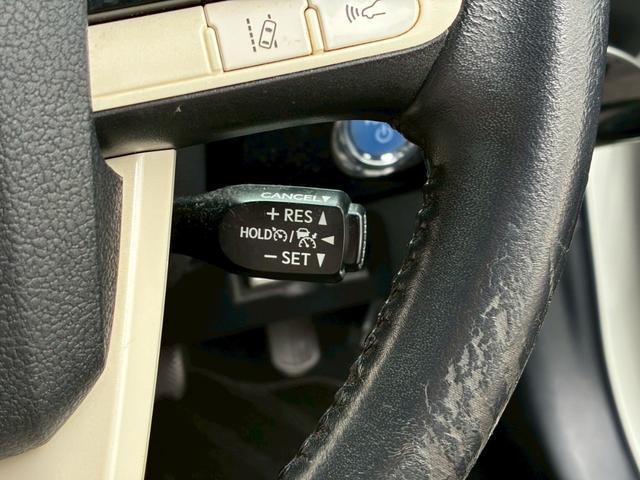 CANCEL▼
+ RES ▲
HOLD / ◄
− SET ▼